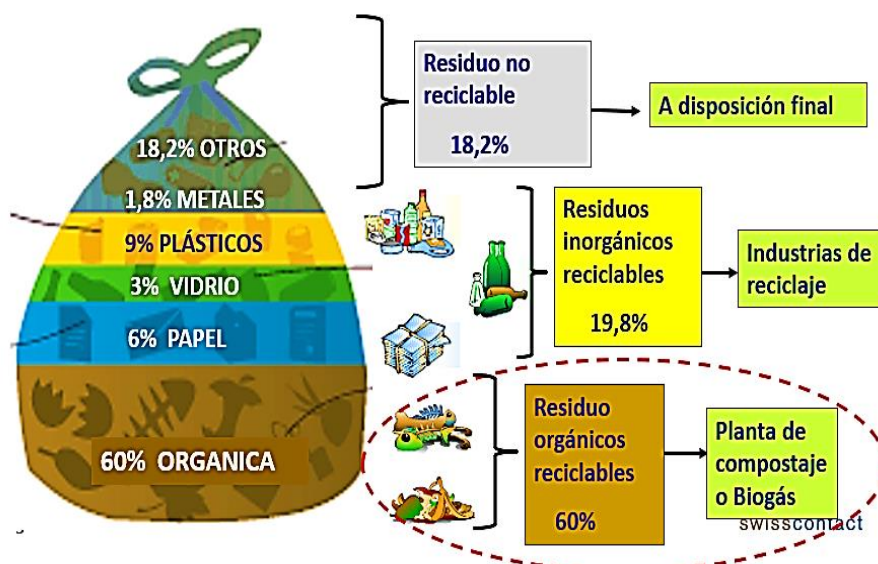 18,2% OTROS
1,8% METALES
9% PLÁSTICOS
3% VIDRIO
6% PAPEL
60% ORGANICA
Residuo no
reciclable
18,2%
A disposición final
Residuos
inorgánicos
reciclables
19,8%
Industrias de
reciclaje
Residuo
orgánicos
reciclables
60%
Planta de
compostaje
o Biogás
swisscontact